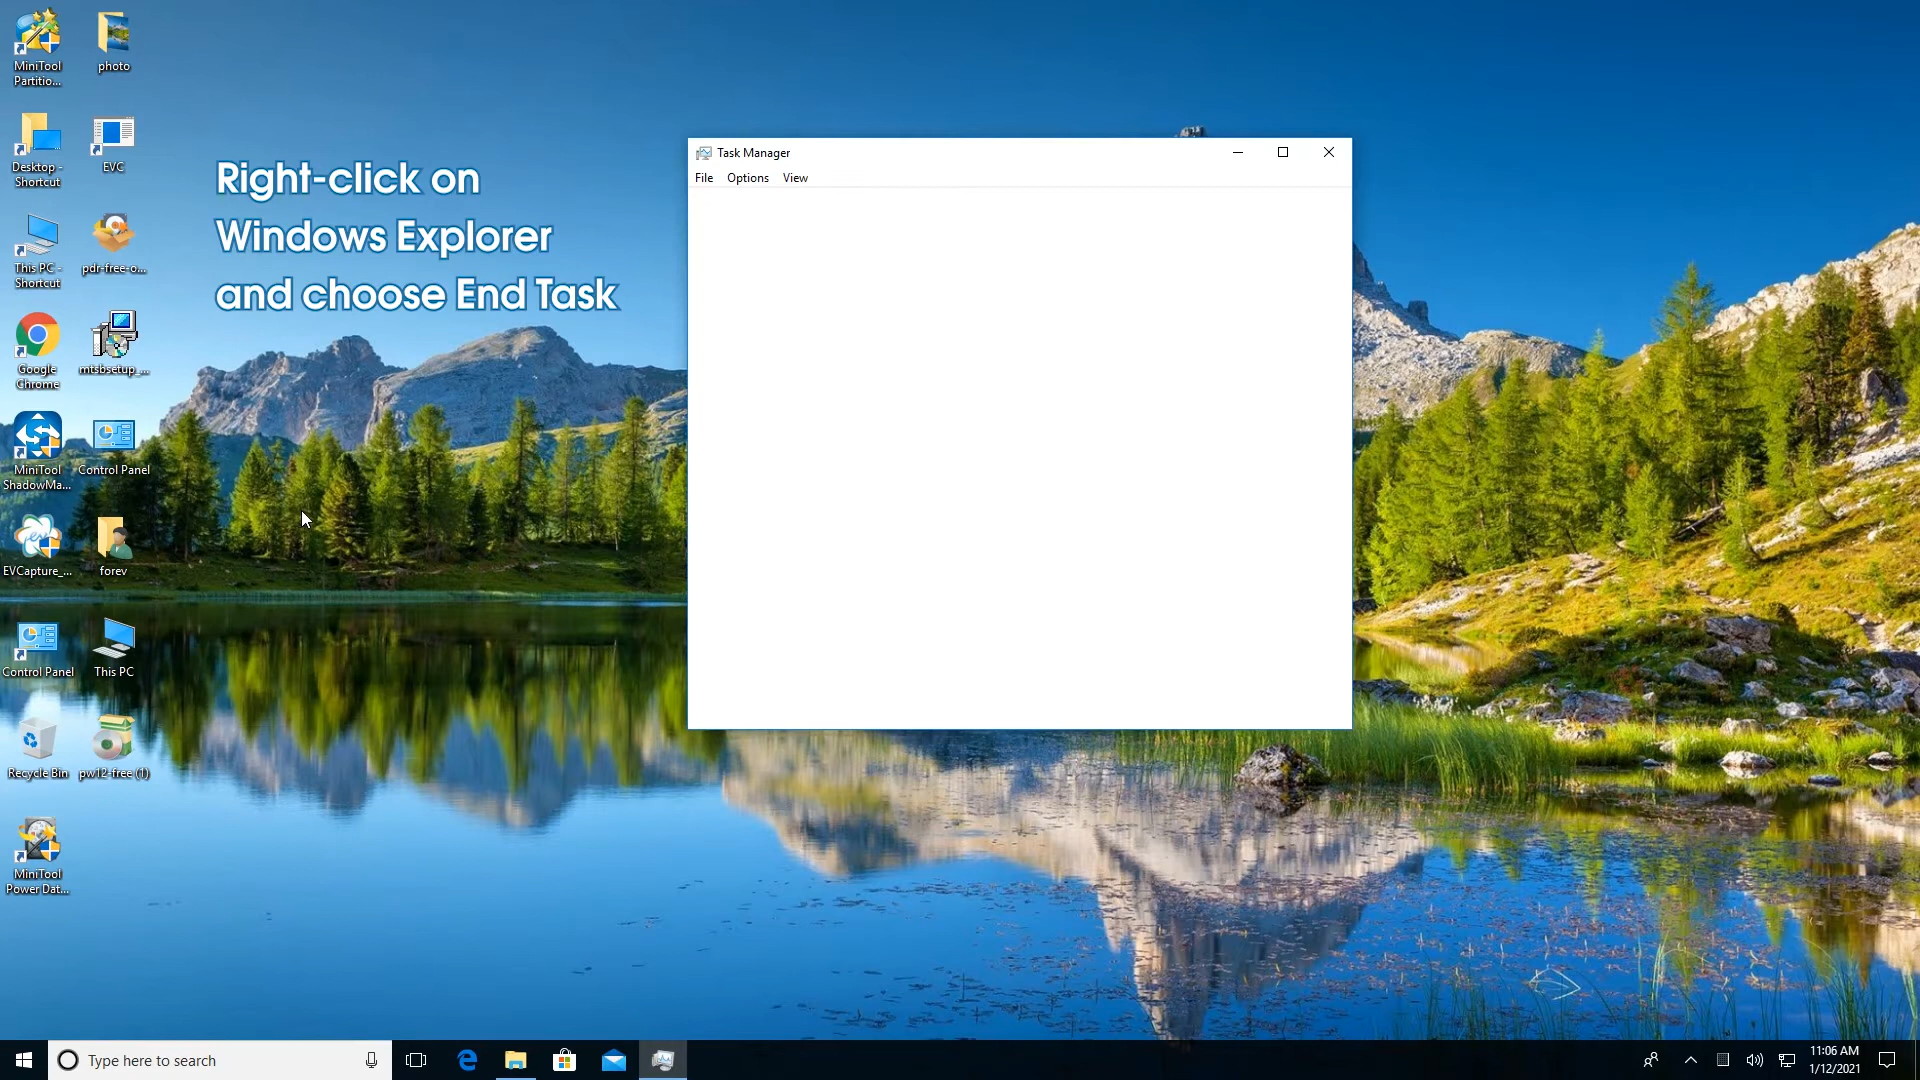 MiniTool
Partitio...
photo
Desktop -
Shortcut
EVC
This PC -
Shortcut
pdr-free-o...
Google
Chrome
mtsbsetup_...
MiniTool
ShadowMa...
Control Panel
EVCapture_...
forev
Control Panel
This PC
Recycle Bin
pw12-free (1)
MiniTool
Power Dat...
Right-click on
Windows Explorer
and choose End Task
Task Manager
File Options View
Type here to search
11:06 AM
1/12/2021